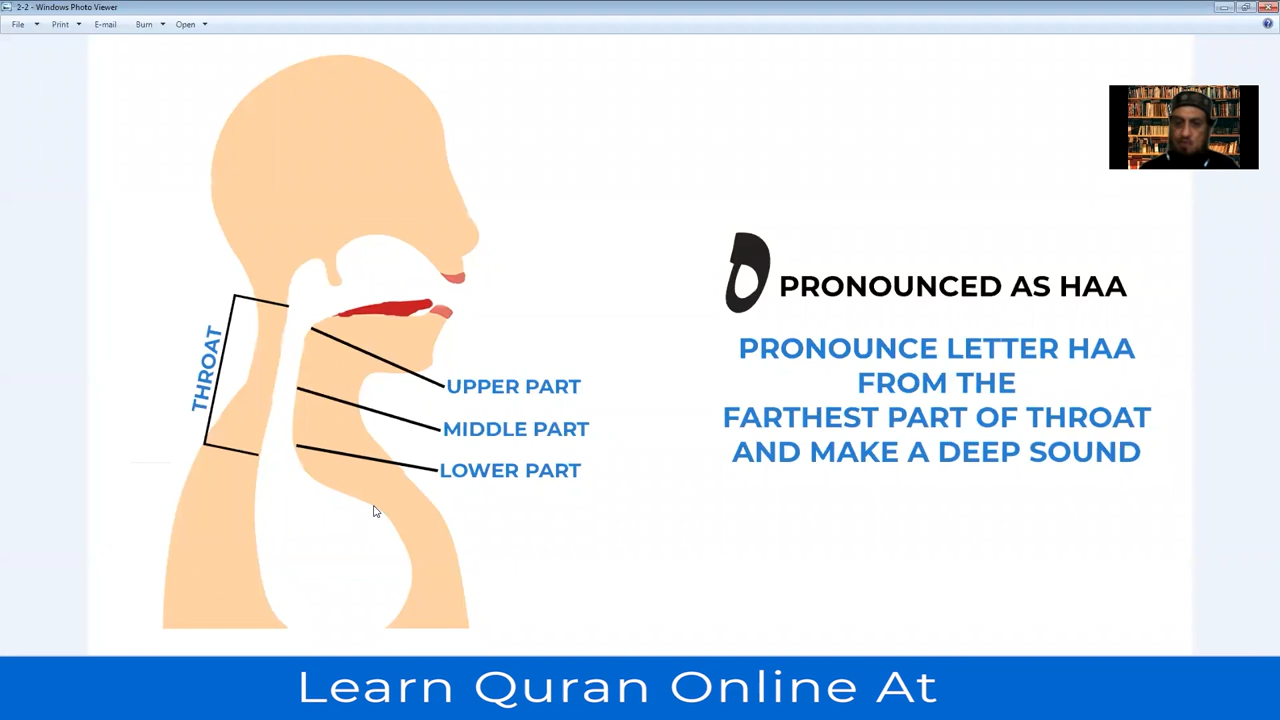 2-2 - Windows Photo Viewer
File Print E-mail Burn Open
THROAT
UPPER PART
MIDDLE PART
LOWER PART
ه PRONOUNCED AS HAA
PRONOUNCE LETTER HAA
FROM THE
FARTHEST PART OF THROAT
AND MAKE A DEEP SOUND
Learn Quran Online At